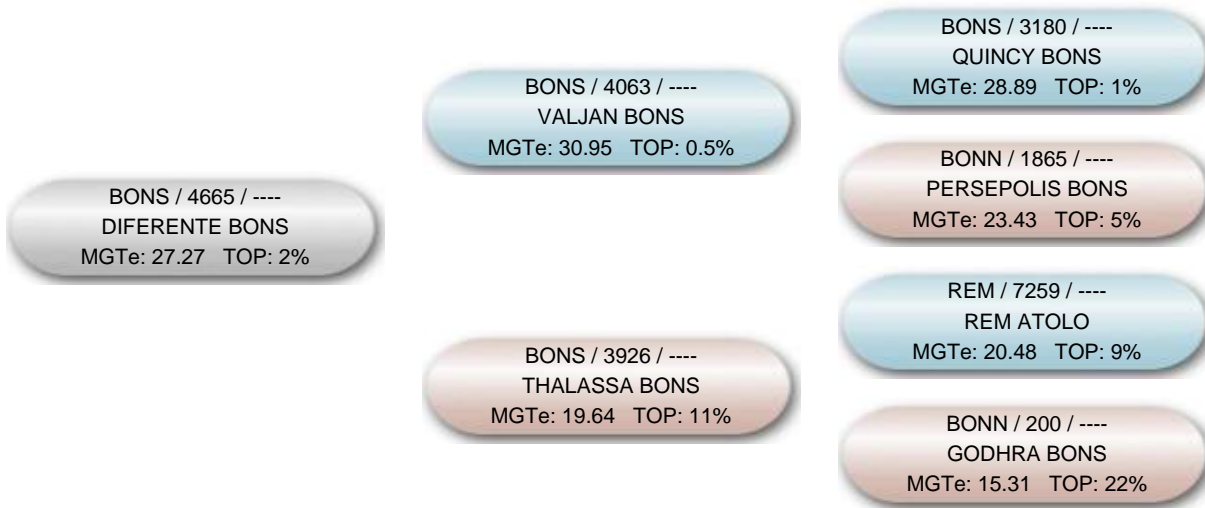 BONS / 4665 / ----
DIFERENTE BONS
MGTe: 27.27 TOP: 2%
BONS / 4063 / ----
VALJAN BONS
MGTe: 30.95 TOP: 0.5%
BONS / 3926 / ----
THALASSA BONS
MGTe: 19.64 TOP: 11%
BONS / 3180 / ----
QUINCY BONS
MGTe: 28.89 TOP: 1%
BONN / 1865 / ----
PERSEPOLIS BONS
MGTe: 23.43 TOP: 5%
REM / 7259 / ----
REM ATOLO
MGTe: 20.48 TOP: 9%
BONN / 200 / ----
GODHRA BONS
MGTe: 15.31 TOP: 22%